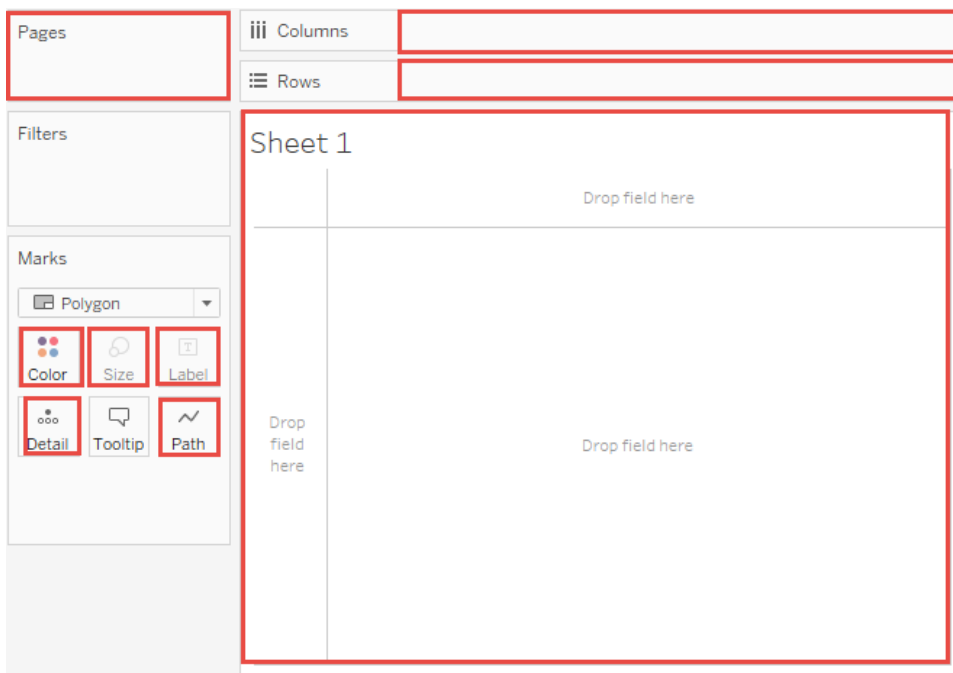 Pages
Columns
Rows
Filters
Sheet 1
Drop field here
Marks
Polygon
Color Size Label
T
Detail Tooltip Path
Drop
field
here
Drop field here